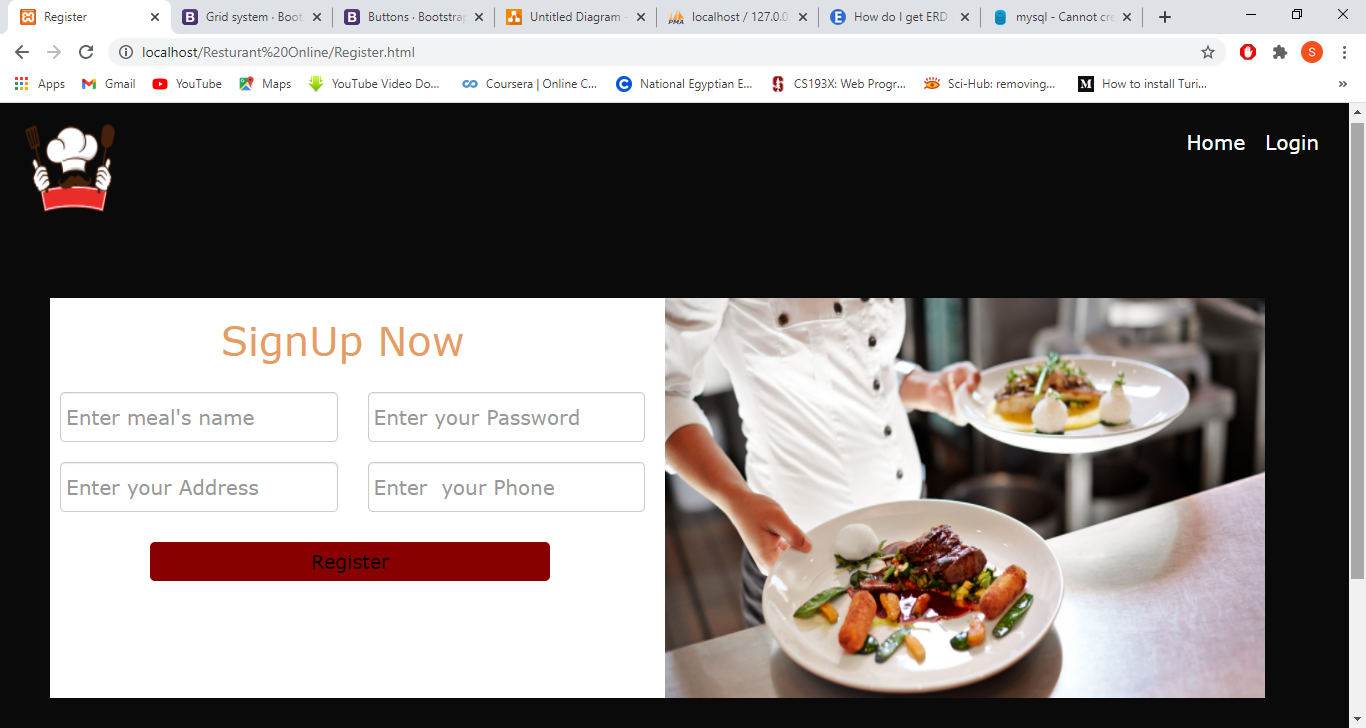 Register
Grid system · Boot
Buttons · Bootstrap
Untitled Diagram
PMA
localhost / 127.0.0
E
How do I get ERD
mysql - Cannot cre
localhost/Resturant%20Online/Register.html
S
Apps
Gmail
YouTube
Maps
YouTube Video Do...
Coursera | Online C...
National Egyptian E...
CS193X: Web Progr...
Sci-Hub: removing...
M
How to install Turi...
»
Home
Login
SignUp Now
Enter meal's name
Enter your Password
Enter your Address
Enter  your Phone
Register